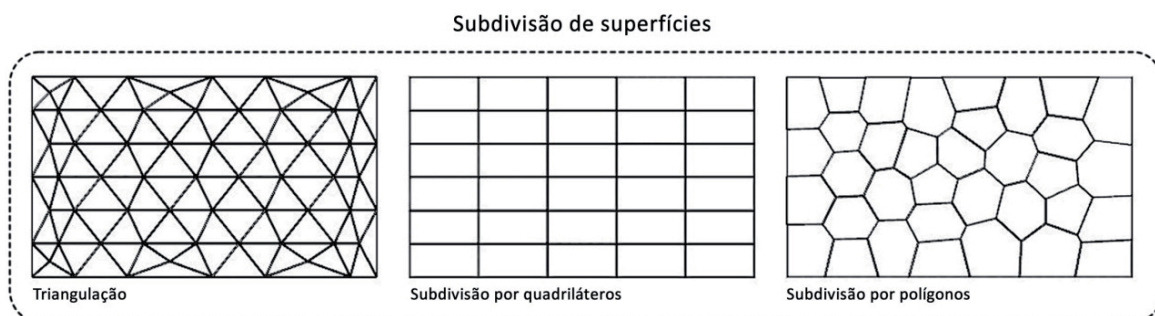 Subdivisão de superfícies
Triangulação
Subdivisão por quadriláteros
Subdivisão por polígonos